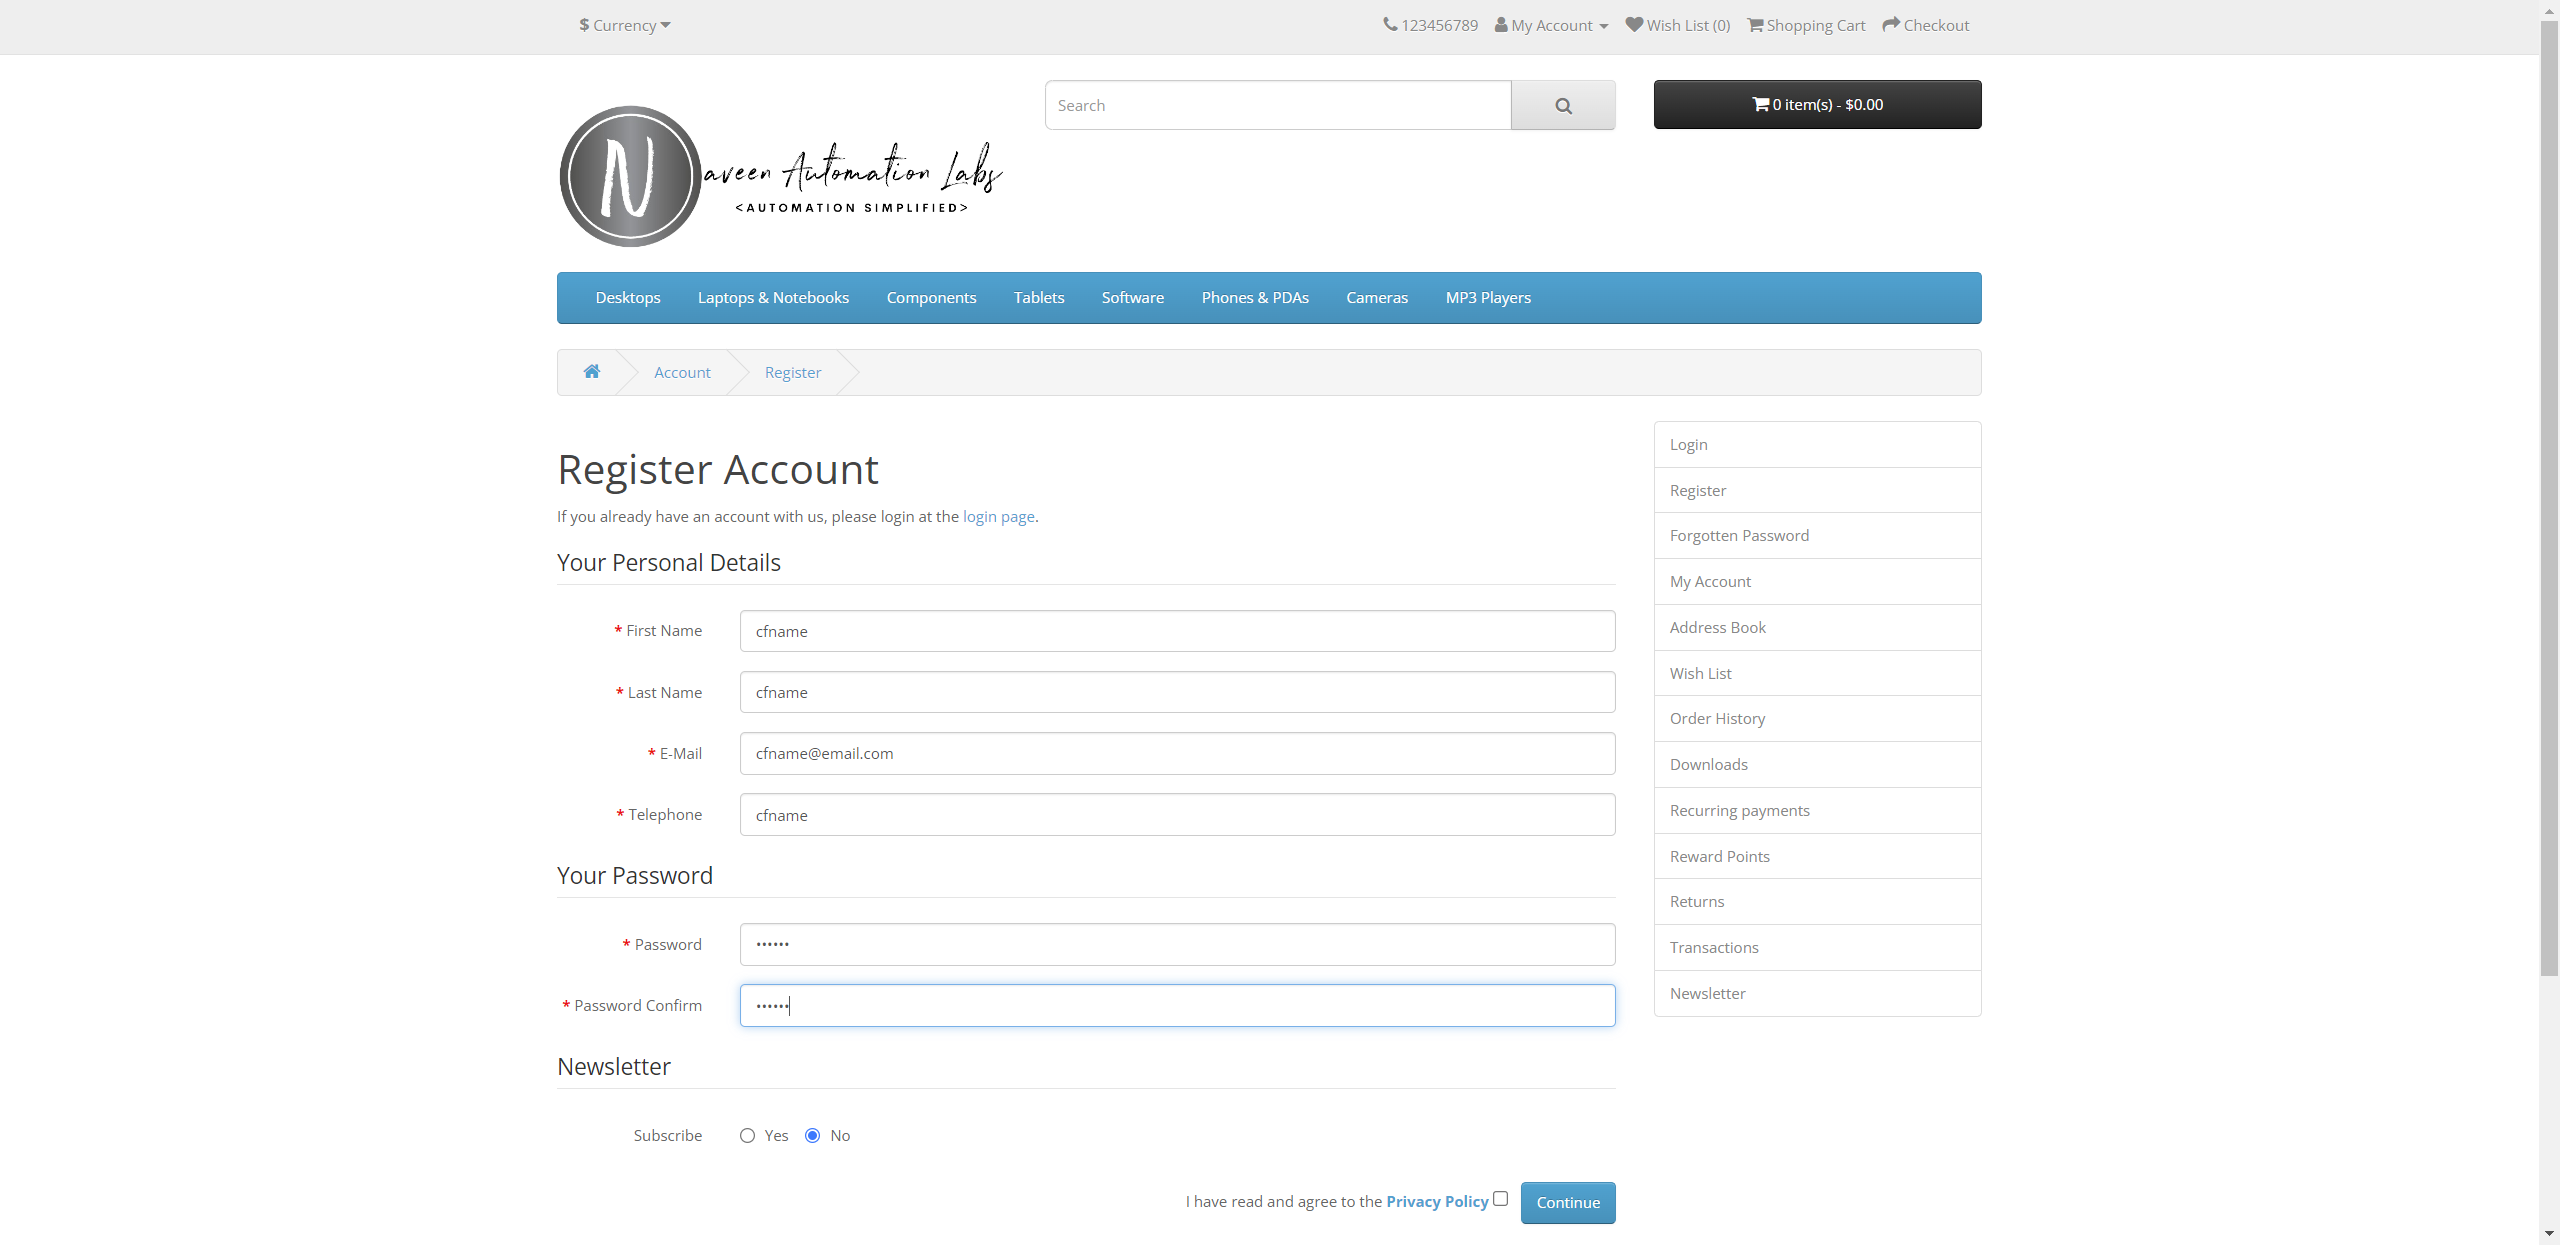 $ Currency
123456789 My Account Wish List (0) Shopping Cart Checkout
Search
0 item(s) - $0.00
Naveen Automation Labs
<AUTOMATION SIMPLIFIED>
Desktops Laptops & Notebooks Components Tablets Software Phones & PDAs Cameras MP3 Players
Account Register
Register Account
If you already have an account with us, please login at the login page.
Your Personal Details
* First Name cfname
* Last Name cfname
* E-Mail cfname@email.com
* Telephone cfname
Your Password
* Password ••••••
* Password Confirm ••••••
Newsletter
Subscribe Yes No
I have read and agree to the Privacy Policy Continue
Login
Register
Forgotten Password
My Account
Address Book
Wish List
Order History
Downloads
Recurring payments
Reward Points
Returns
Transactions
Newsletter